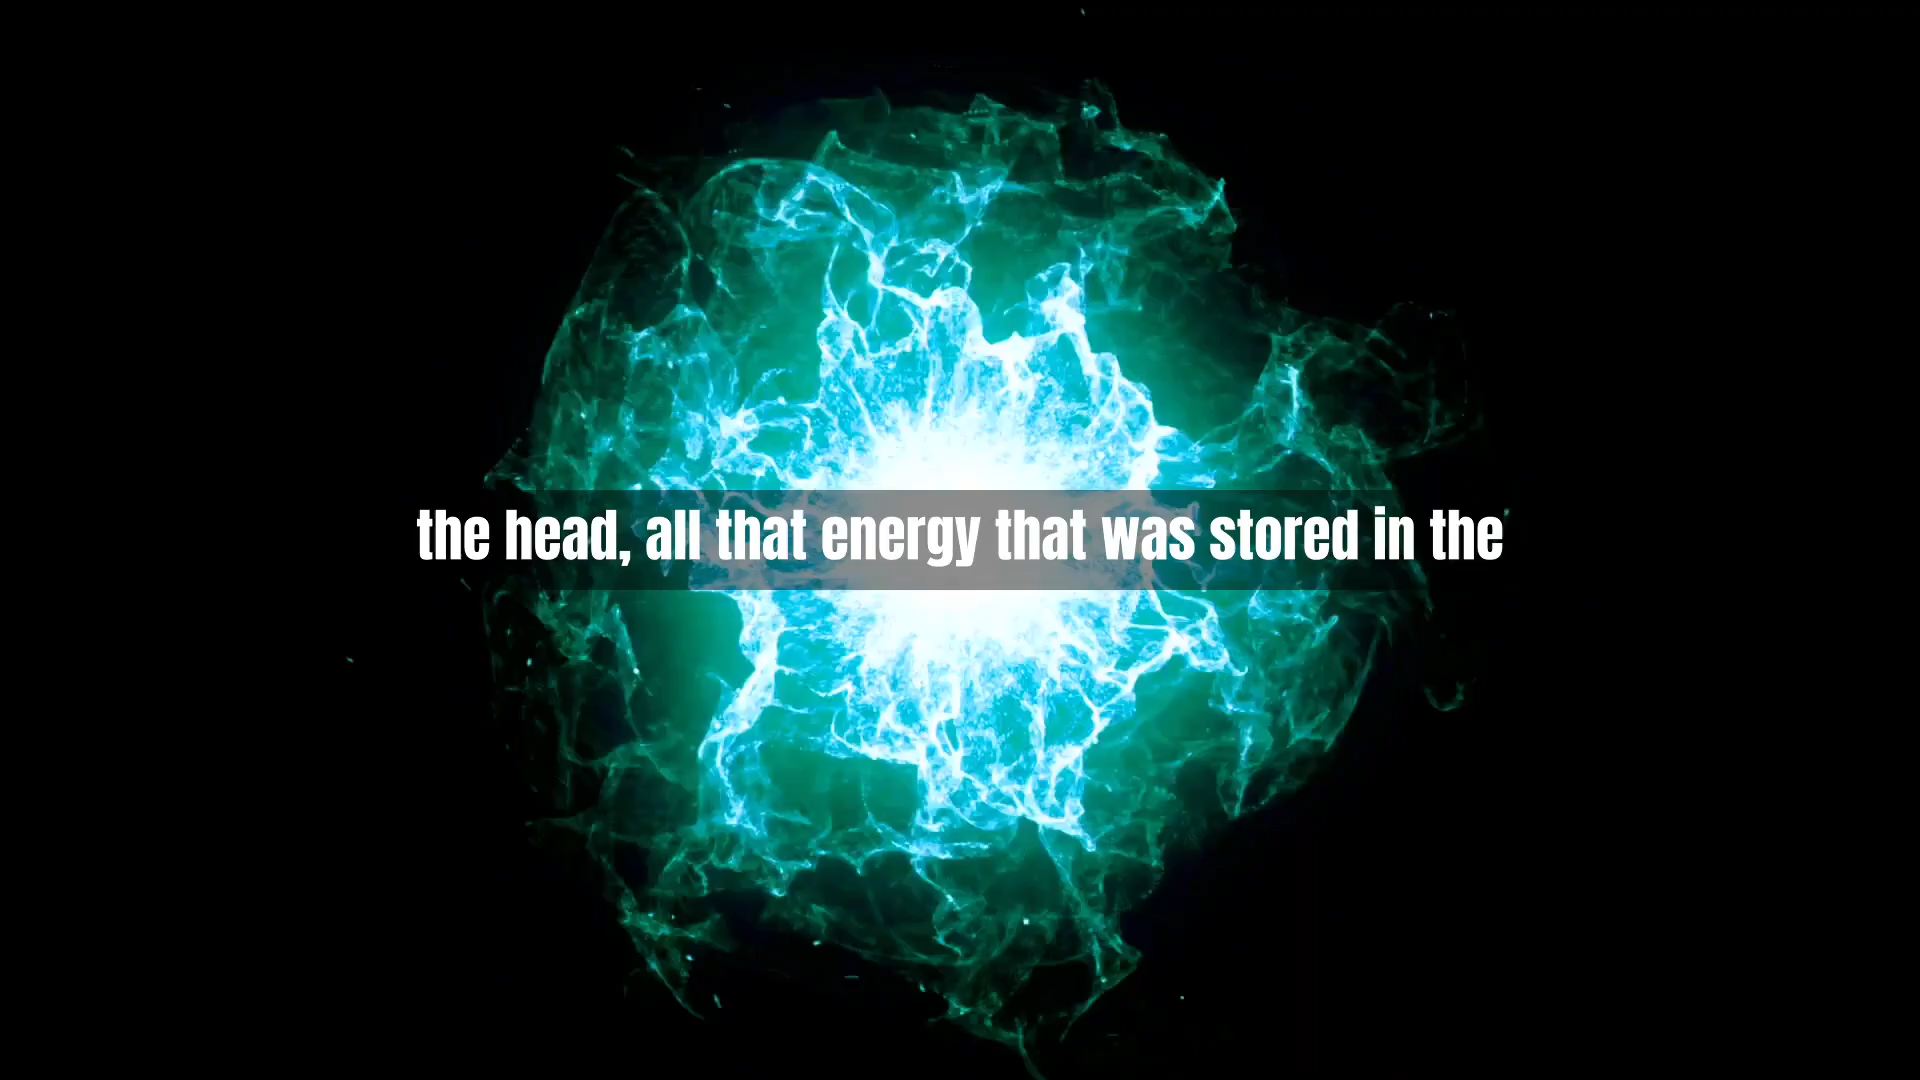 the head, all that energy that was stored in the